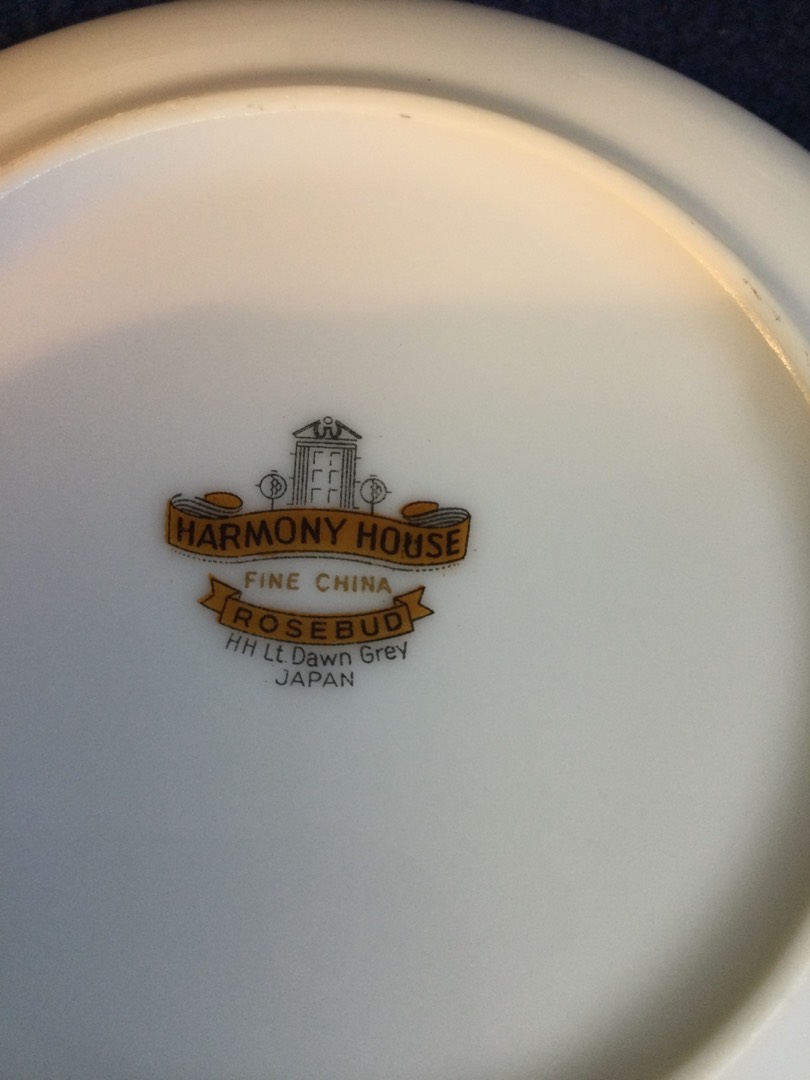 HARMONY HOUSE
FINE CHINA
ROSEBUD
HH Lt. Dawn Grey
JAPAN